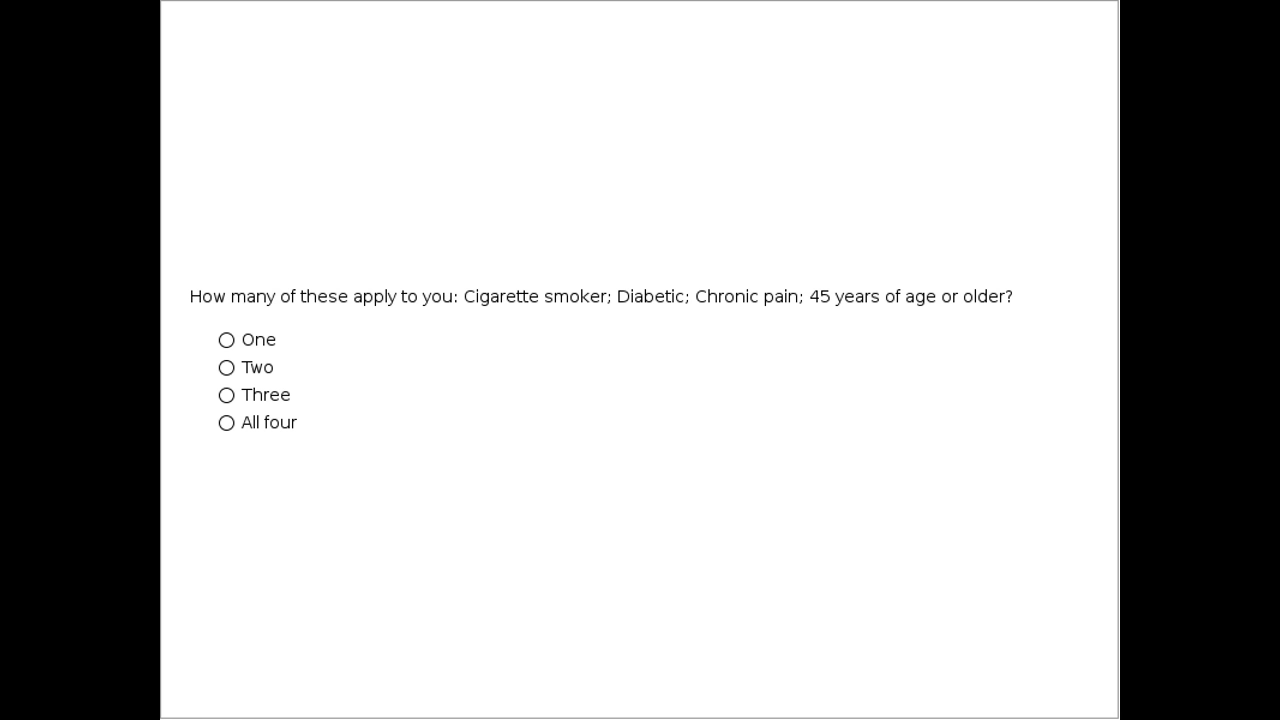 How many of these apply to you: Cigarette smoker; Diabetic; Chronic pain; 45 years of age or older?
One
Two
Three
All four